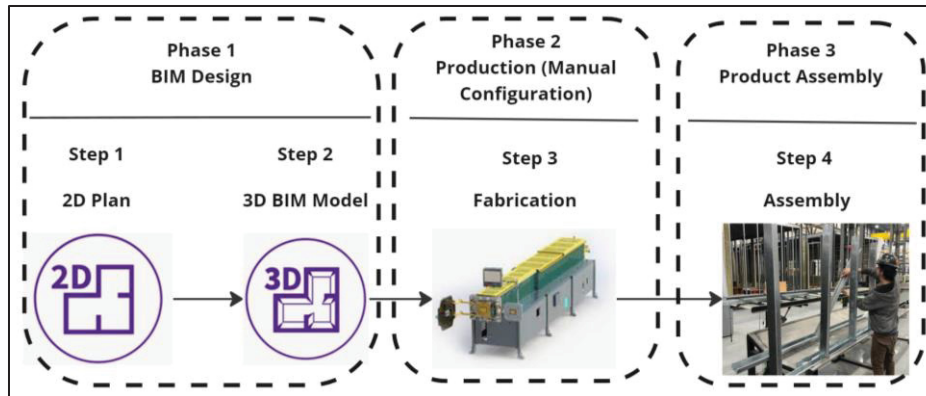 Phase 1
BIM Design
Phase 2
Production (Manual
Configuration)
Phase 3
Product Assembly
Step 1
2D Plan
Step 2
3D BIM Model
Step 3
Fabrication
Step 4
Assembly
2D
3D